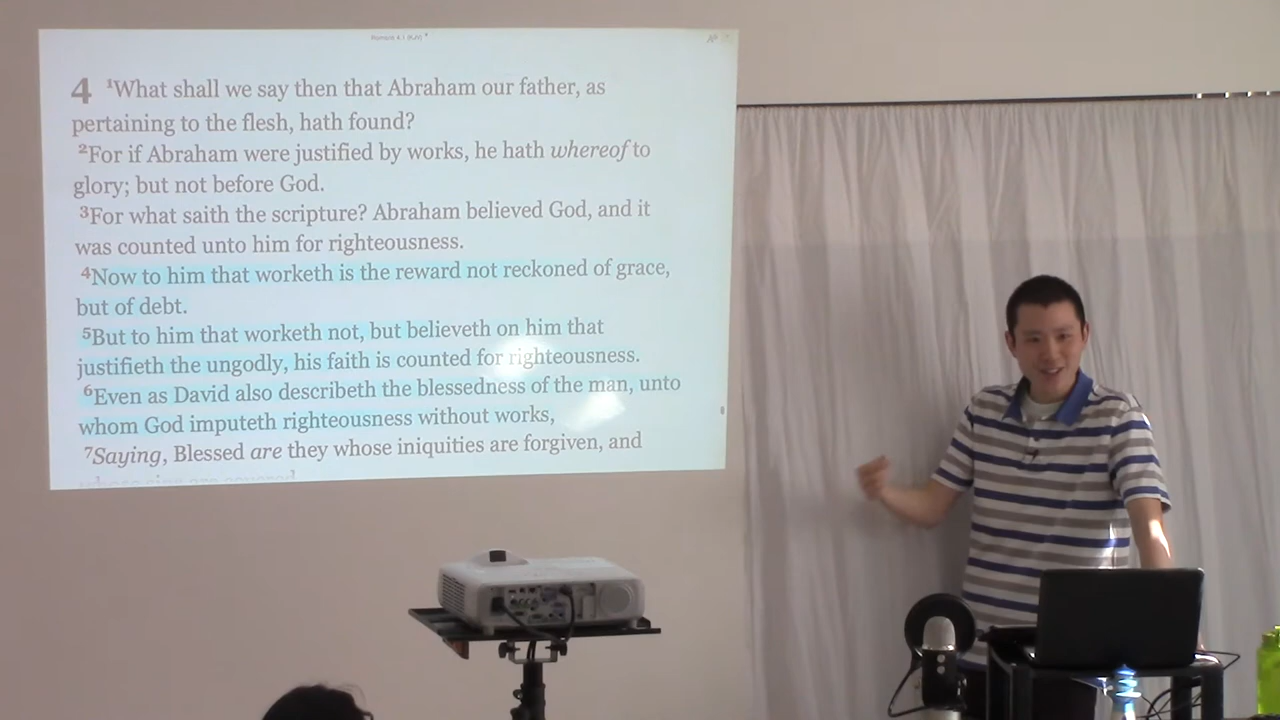 Romans 4:1 (KJV)
4 1What shall we say then that Abraham our father, as
pertaining to the flesh, hath found?
2For if Abraham were justified by works, he hath whereof to
glory; but not before God.
3For what saith the scripture? Abraham believed God, and it
was counted unto him for righteousness.
4Now to him that worketh is the reward not reckoned of grace,
but of debt.
5But to him that worketh not, but believeth on him that
justifieth the ungodly, his faith is counted for righteousness.
6Even as David also describeth the blessedness of the man, unto
whom God imputeth righteousness without works,
7Saying, Blessed are they whose iniquities are forgiven, and